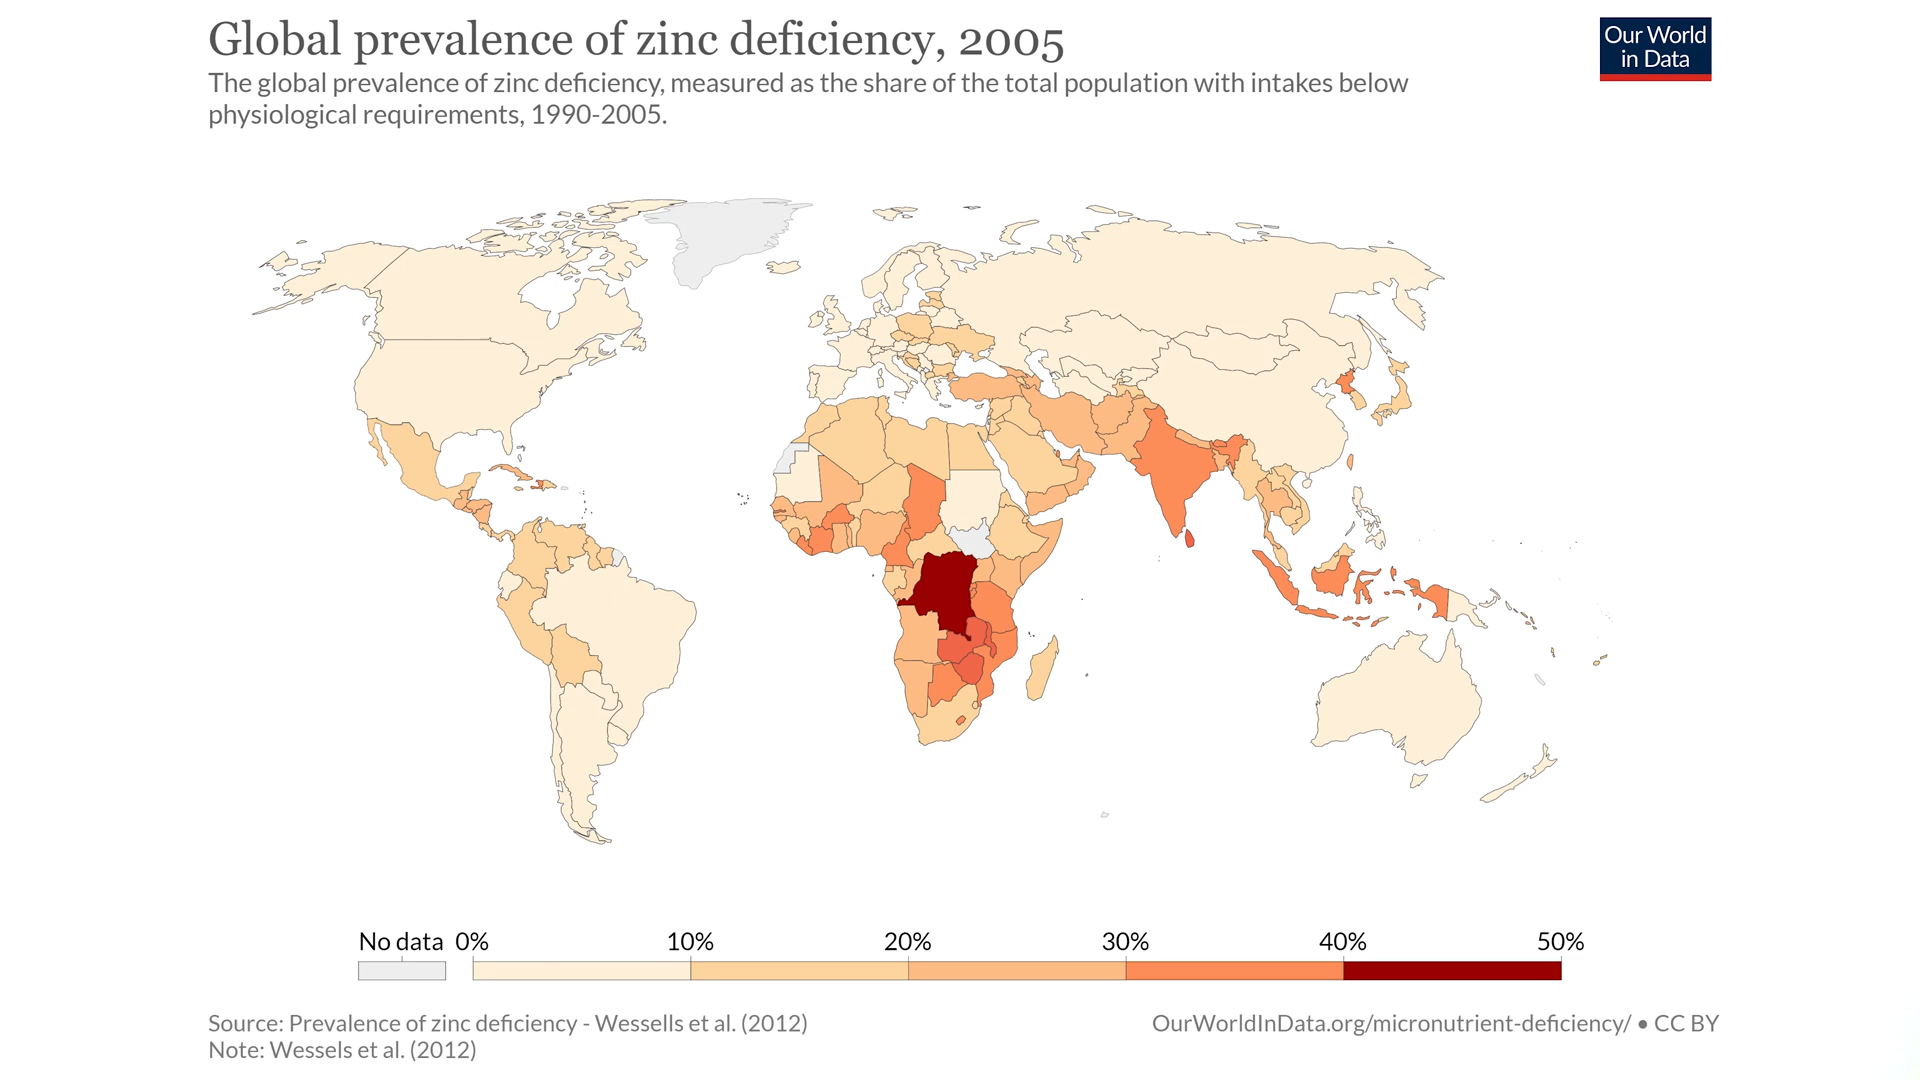 Global prevalence of zinc deficiency, 2005
Our World
in Data
The global prevalence of zinc deficiency, measured as the share of the total population with intakes below
physiological requirements, 1990-2005.
No data 0% 10% 20% 30% 40% 50%
Source: Prevalence of zinc deficiency - Wessells et al. (2012)
OurWorldInData.org/micronutrient-deficiency/ • CC BY
Note: Wessels et al. (2012)